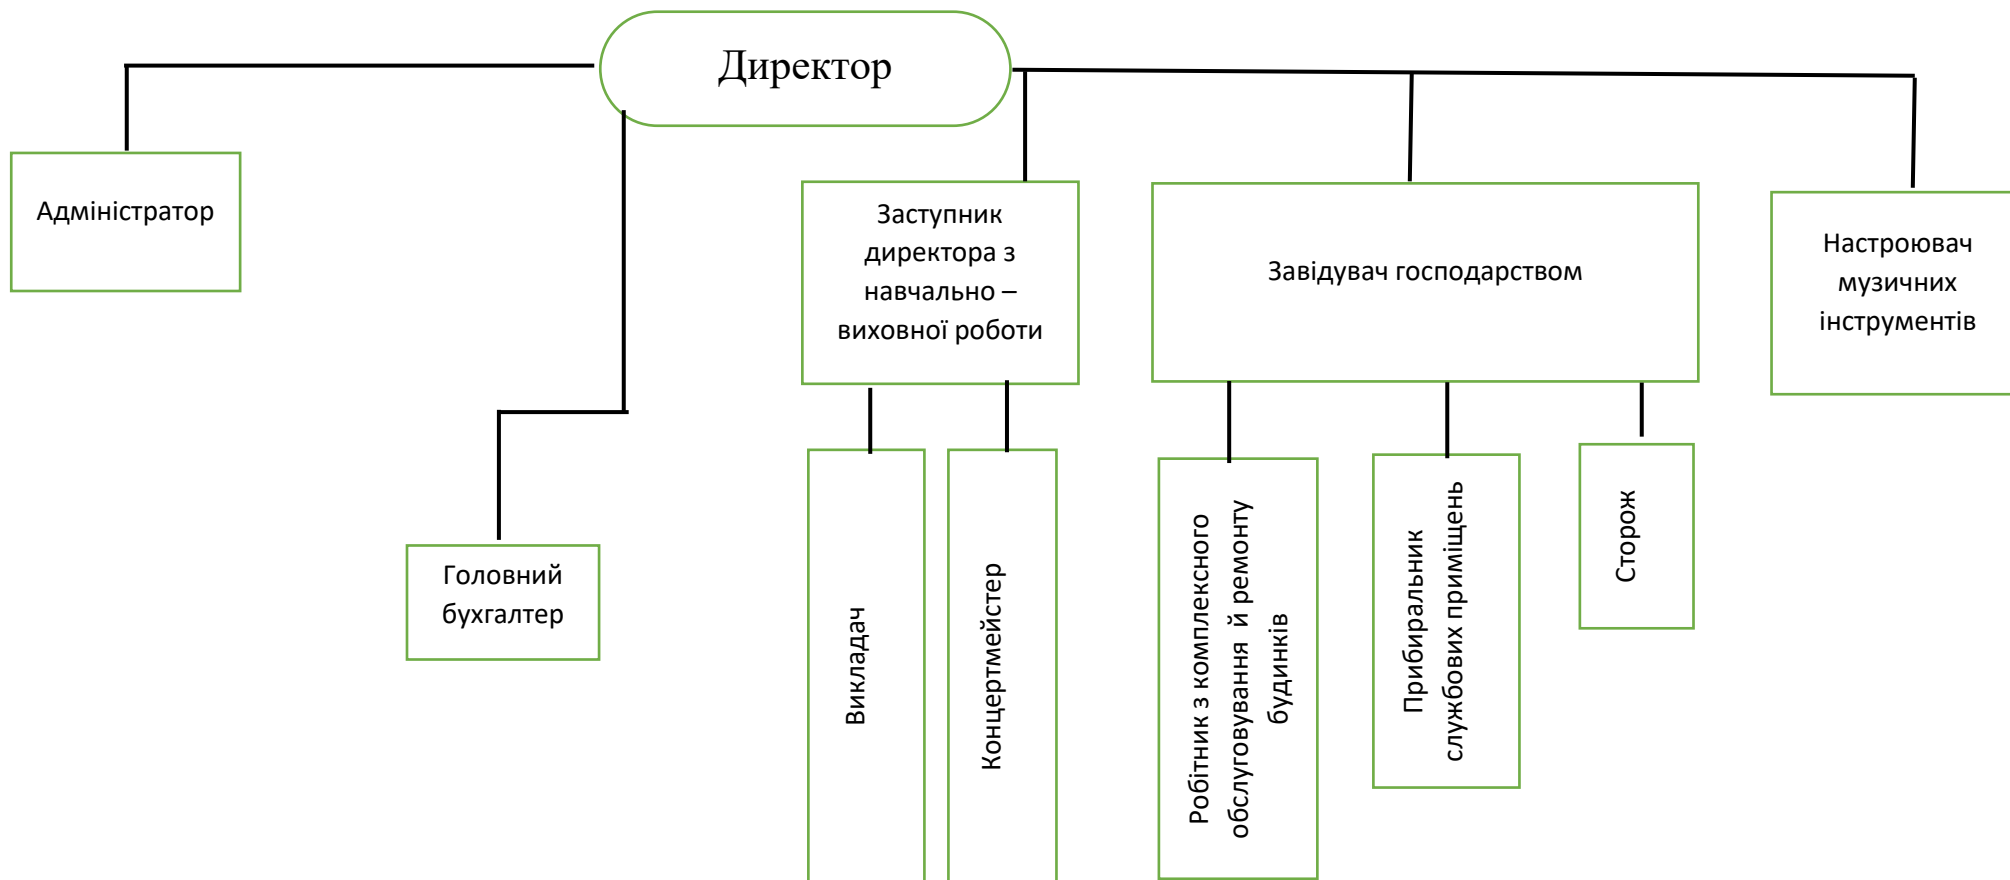 Директор
Адміністратор
Заступник
директора з
навчально –
виховної роботи
Завідувач господарством
Настроювач
музичних
інструментів
Головний
бухгалтер
Викладач
Концертмейстер
Робітник з комплексного
обслуговування й ремонту
будинків
Прибиральник
службових приміщень
Сторож